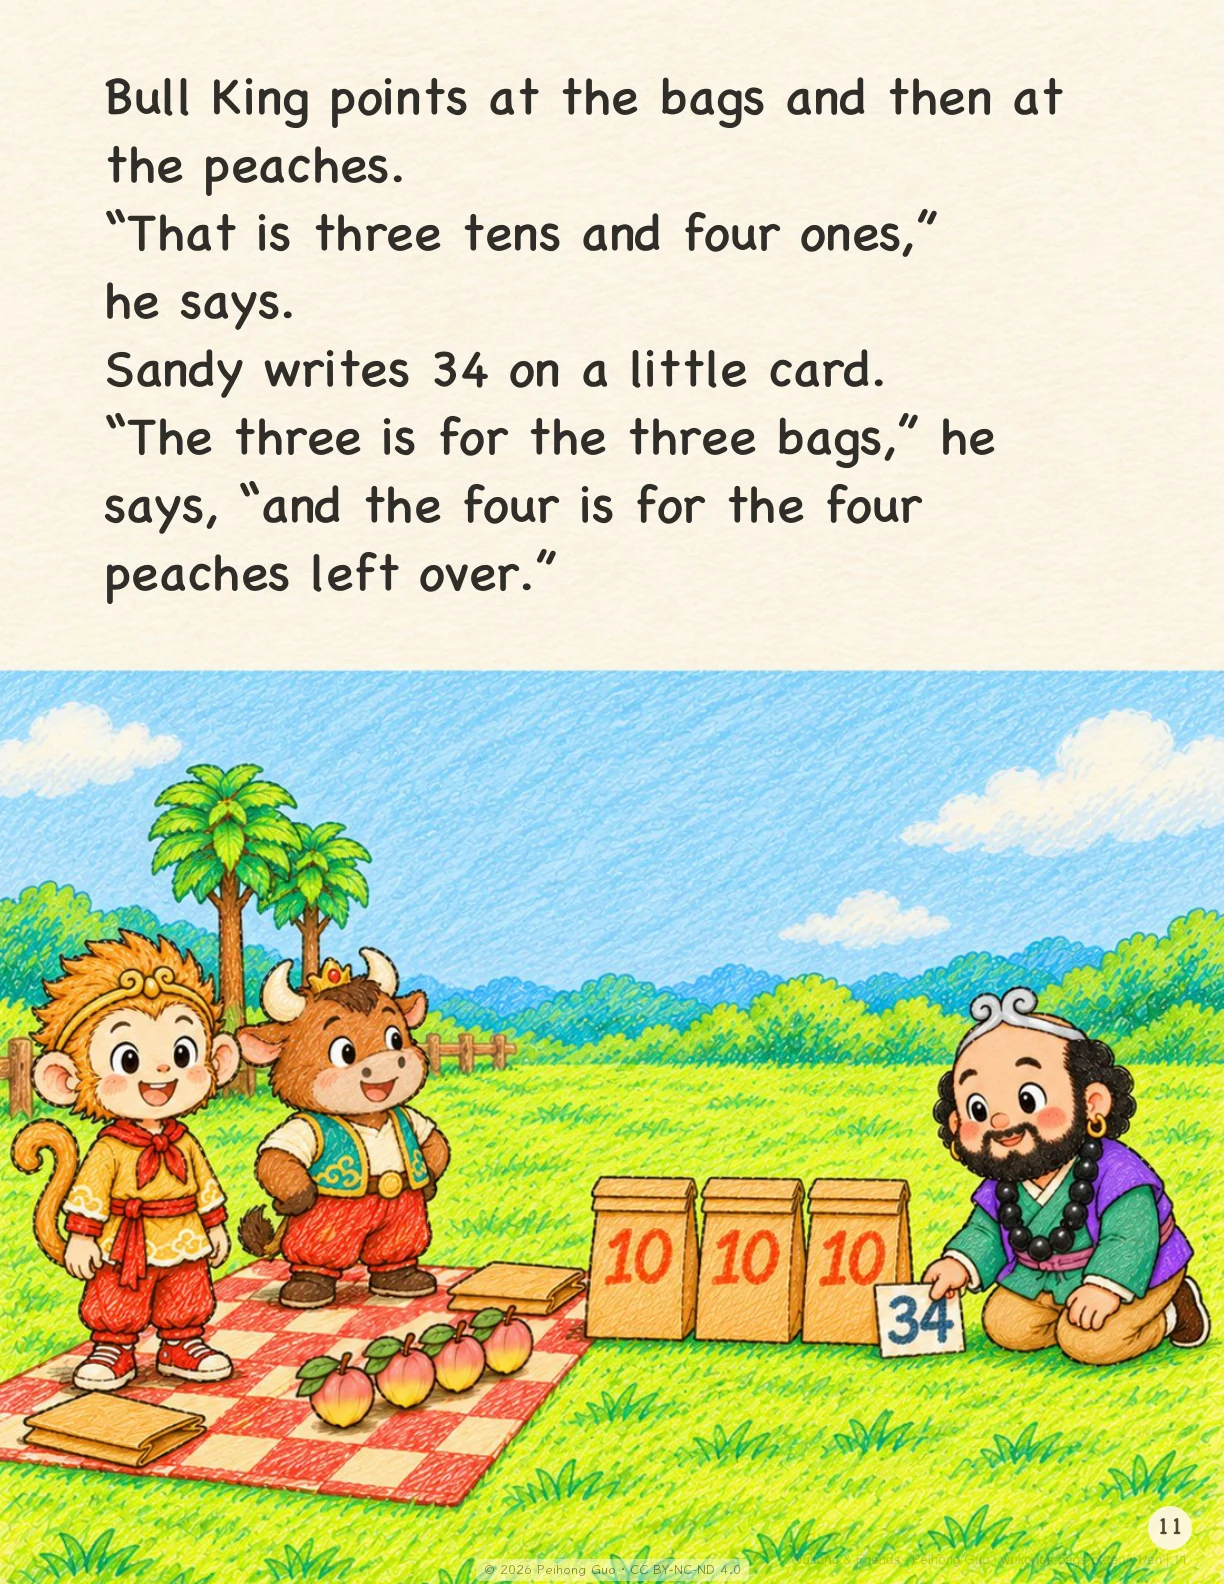 Bull King points at the bags and then at
the peaches.
“That is three tens and four ones,”
he says.
Sandy writes 34 on a little card.
“The three is for the three bags,” he
says, “and the four is for the four
peaches left over.”
10 10 10
34
11
© 2026 Peihong Guo • CC BY-NC-ND 4.0